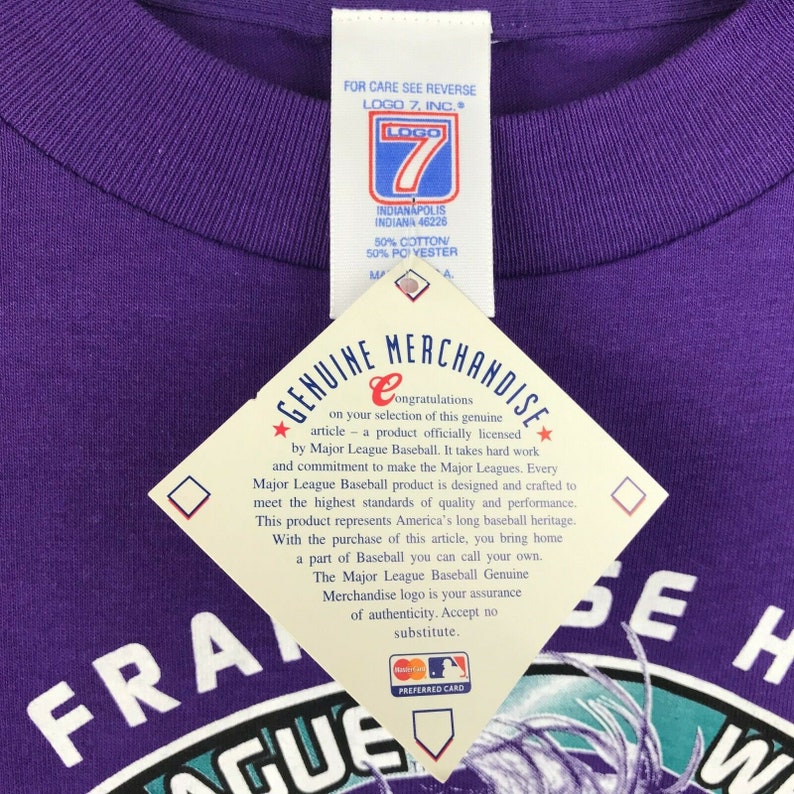 FOR CARE SEE REVERSE
LOGO 7, INC.®
LOGO
7
INDIANAPOLIS
INDIANA 46226
50% COTTON/
50% POLYESTER
GENUINE MERCHANDISE
Congratulations
on your selection of this genuine
article – a product officially licensed
by Major League Baseball. It takes hard work
and commitment to make the Major Leagues. Every
Major League Baseball product is designed and crafted to
meet the highest standards of quality and performance.
This product represents America's long baseball heritage.
With the purchase of this article, you bring home
a part of Baseball you can call your own.
The Major League Baseball Genuine
Merchandise logo is your assurance
of authenticity. Accept no
substitute.
MasterCard
PREFERRED CARD